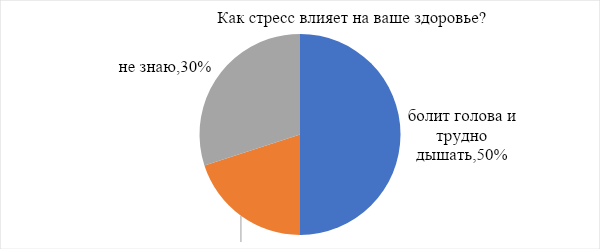 Как стресс влияет на ваше здоровье?
не знаю,30%
болит голова и
трудно
дышать,50%